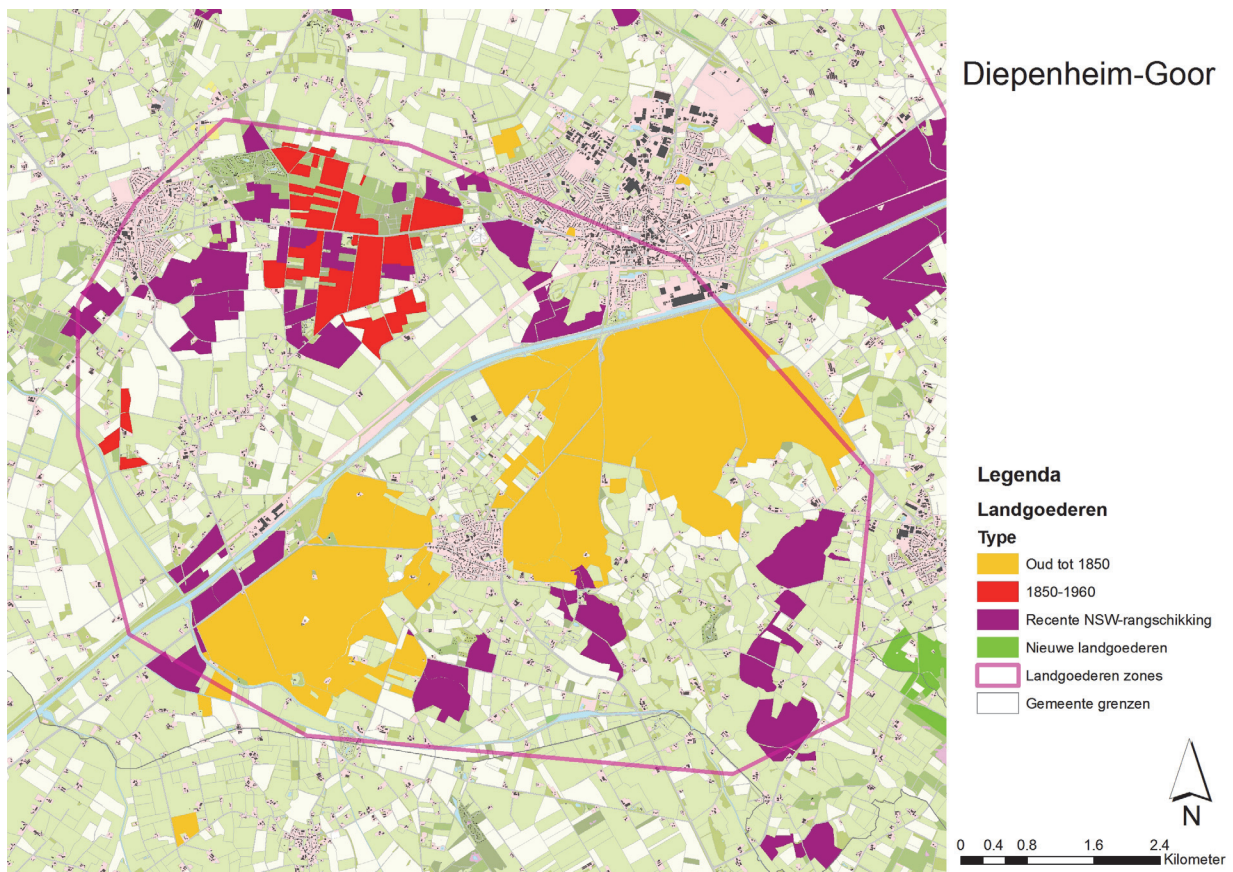 Diepenheim-Goor
Legenda
Landgoederen
Type
Oud tot 1850
1850-1960
Recente NSW-rangschikking
Nieuwe landgoederen
Landgoederen zones
Gemeente grenzen
N
0 0.4 0.8 1.6 2.4
Kilometer